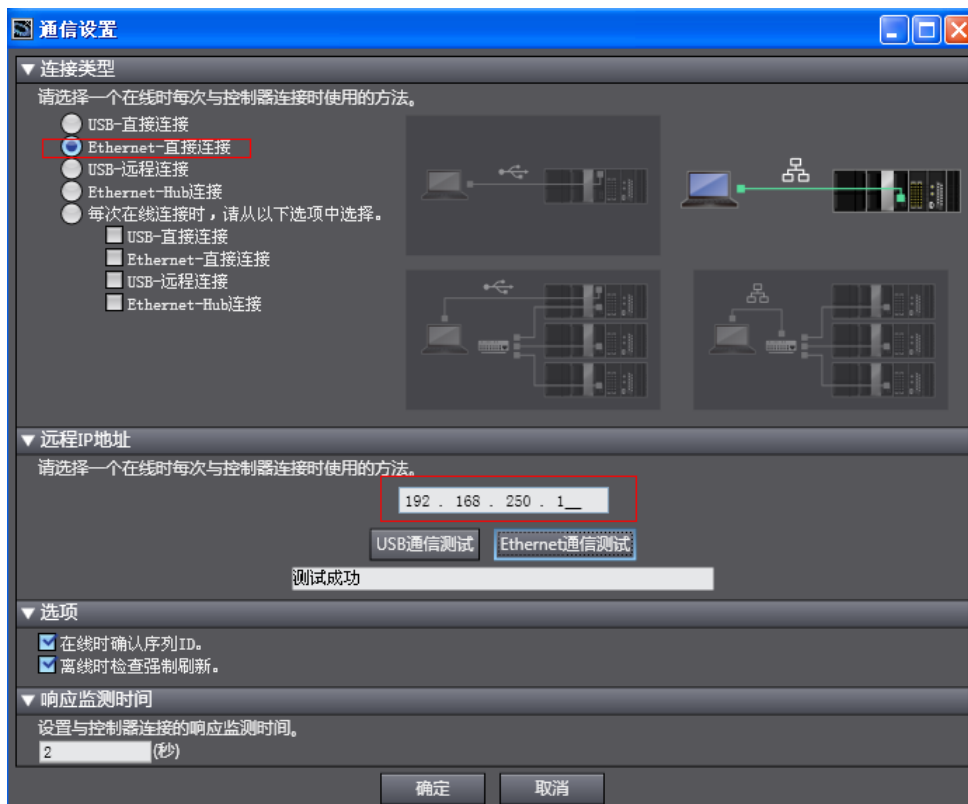 通信设置
▼连接类型
请选择一个在线时每次与控制器连接时使用的方法。
USB-直接连接
Ethernet-直接连接
USB-远程连接
Ethernet-Hub连接
每次在线连接时，请从以下选项中选择。
USB-直接连接
Ethernet-直接连接
USB-远程连接
Ethernet-Hub连接
▼远程IP地址
请选择一个在线时每次与控制器连接时使用的方法。
192 . 168 . 250 . 1__
USB通信测试 Ethernet通信测试
测试成功
▼选项
在线时确认序列ID。
离线时检查强制刷新。
▼响应监测时间
设置与控制器连接的响应监测时间。
2 (秒)
确定 取消